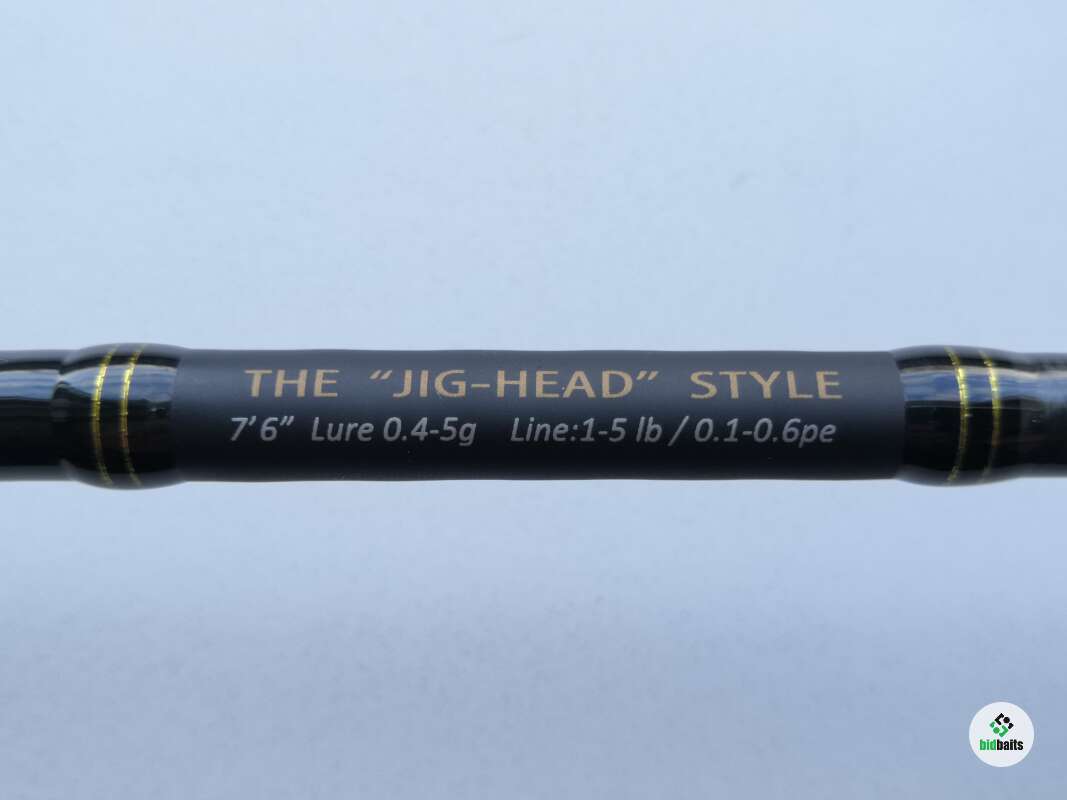 THE “JIG-HEAD” STYLE
7’6” Lure 0.4-5g Line:1-5 lb / 0.1-0.6pe
bidbaits